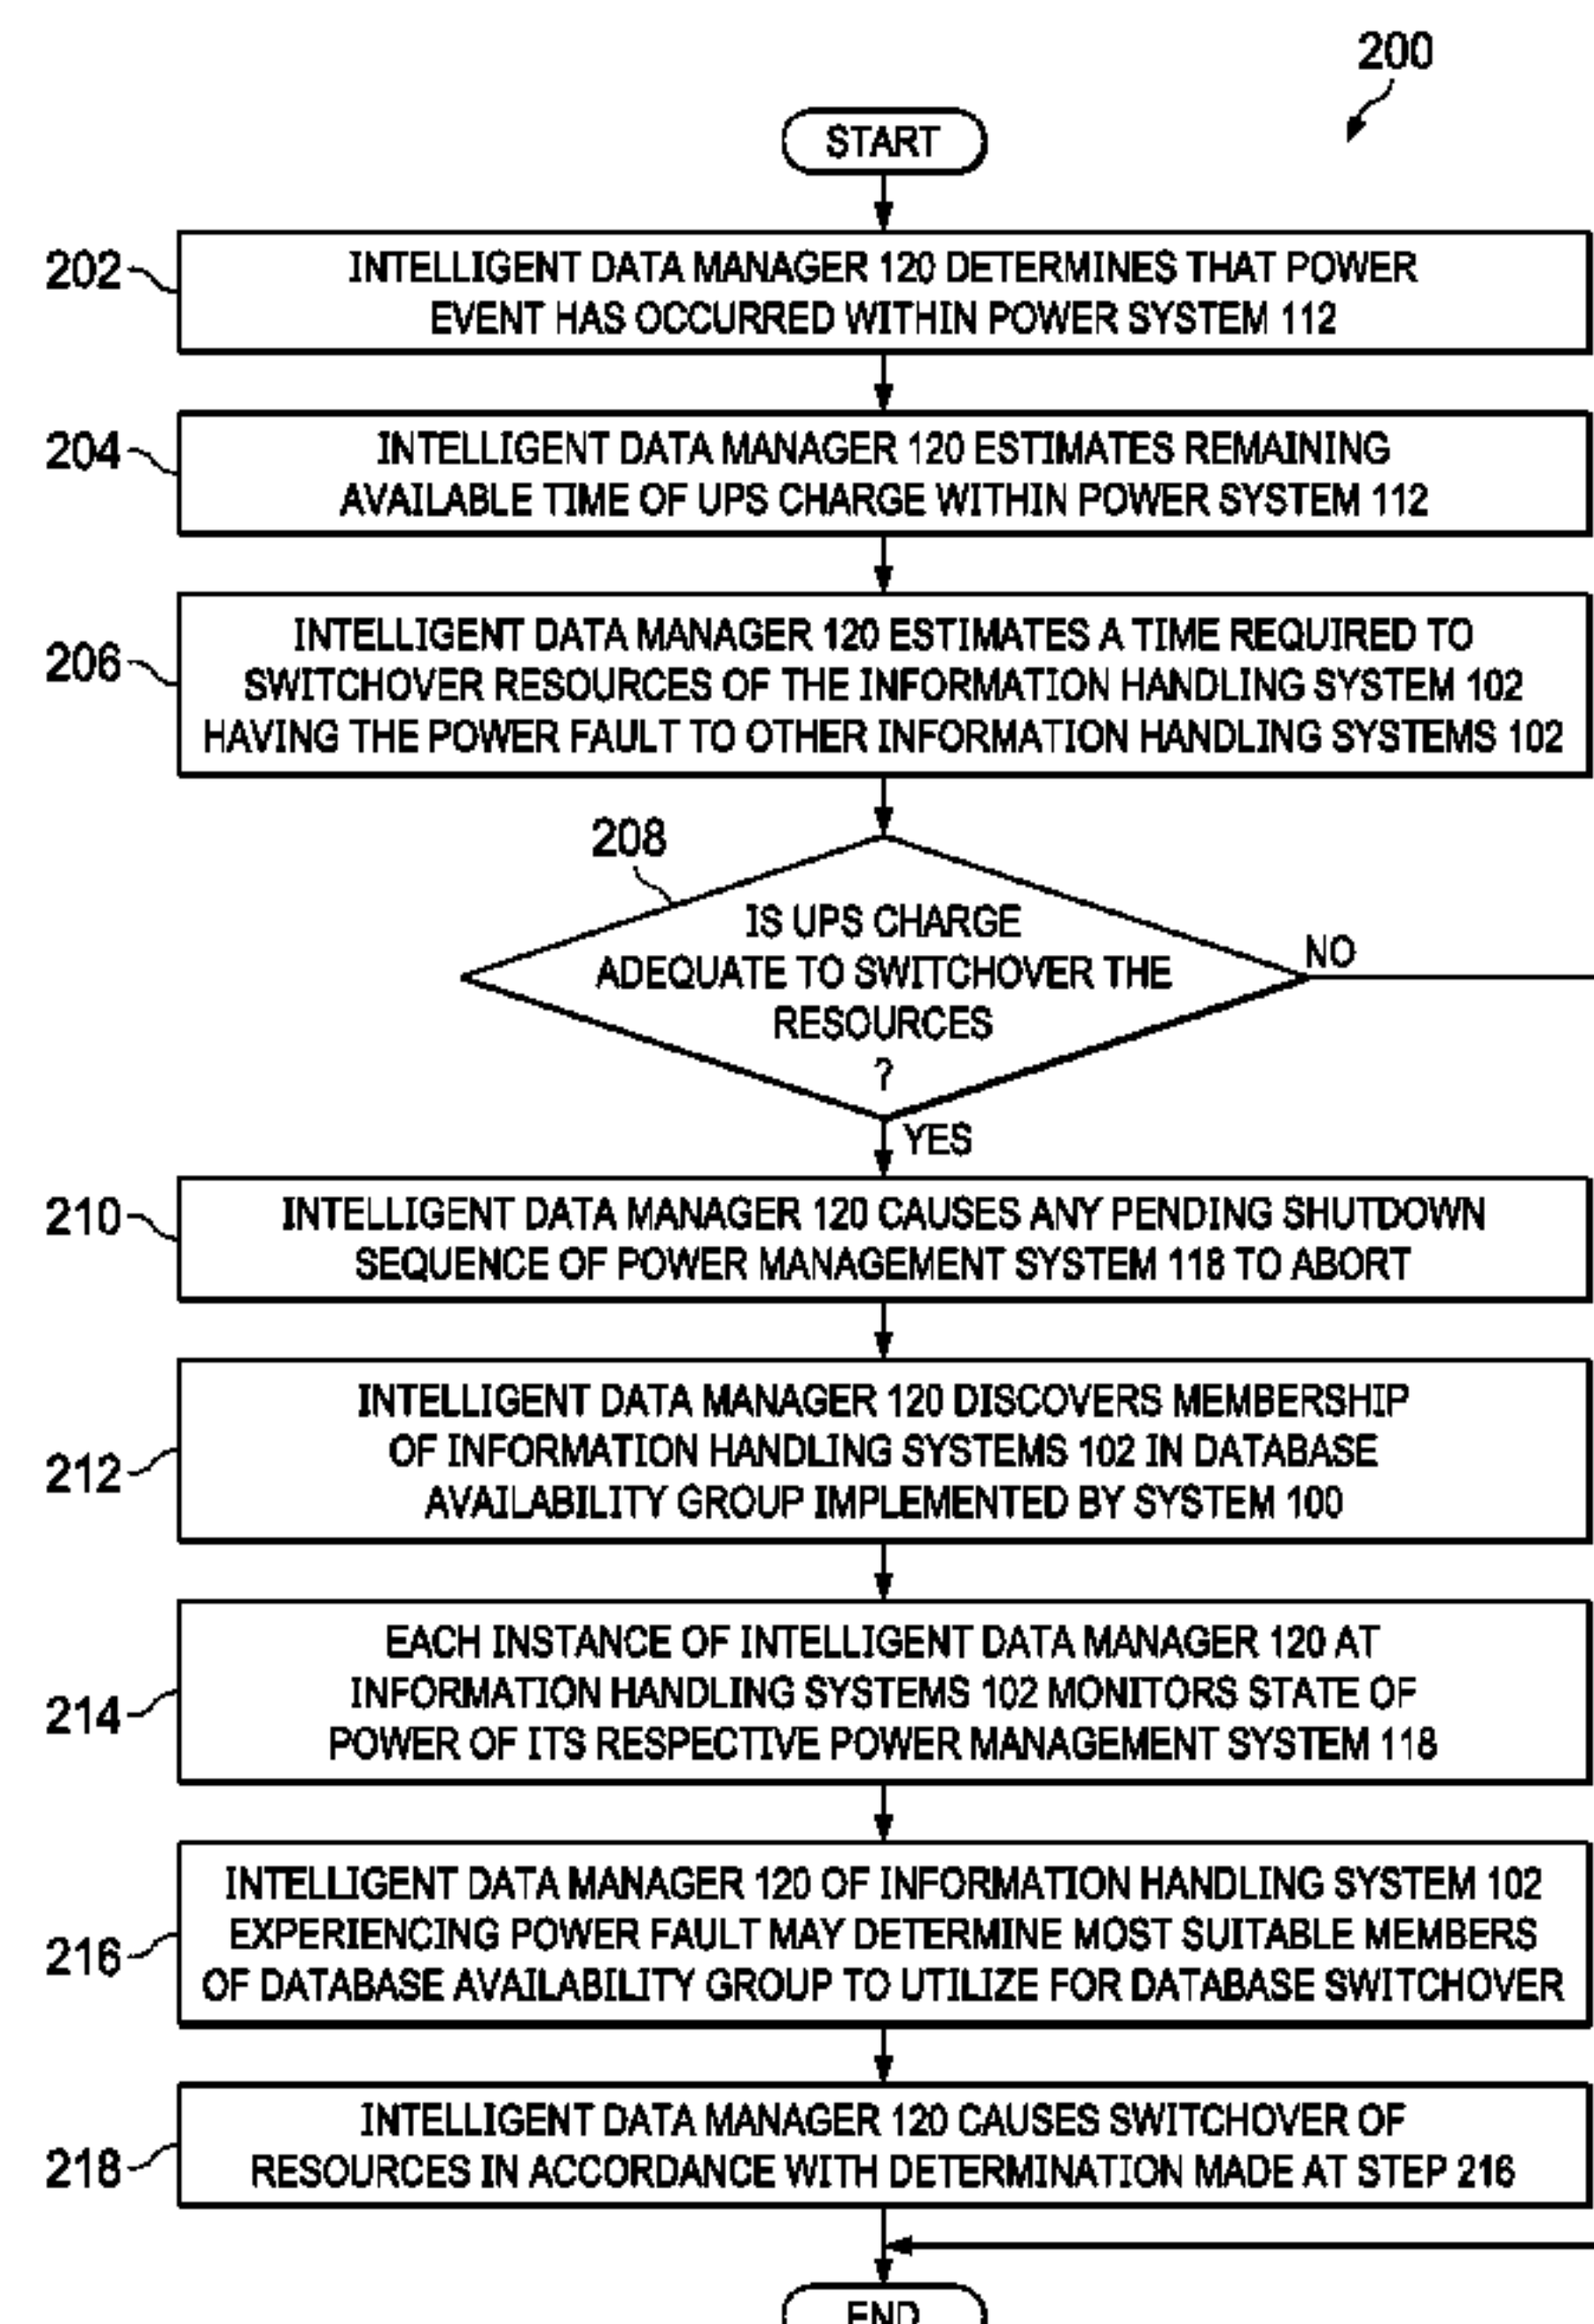 200
START
202
INTELLIGENT DATA MANAGER 120 DETERMINES THAT POWER
EVENT HAS OCCURRED WITHIN POWER SYSTEM 112
204
INTELLIGENT DATA MANAGER 120 ESTIMATES REMAINING
AVAILABLE TIME OF UPS CHARGE WITHIN POWER SYSTEM 112
206
INTELLIGENT DATA MANAGER 120 ESTIMATES A TIME REQUIRED TO
SWITCHOVER RESOURCES OF THE INFORMATION HANDLING SYSTEM 102
HAVING THE POWER FAULT TO OTHER INFORMATION HANDLING SYSTEMS 102
208
IS UPS CHARGE
ADEQUATE TO SWITCHOVER THE
RESOURCES
?
NO
YES
210
INTELLIGENT DATA MANAGER 120 CAUSES ANY PENDING SHUTDOWN
SEQUENCE OF POWER MANAGEMENT SYSTEM 118 TO ABORT
212
INTELLIGENT DATA MANAGER 120 DISCOVERS MEMBERSHIP
OF INFORMATION HANDLING SYSTEMS 102 IN DATABASE
AVAILABILITY GROUP IMPLEMENTED BY SYSTEM 100
214
EACH INSTANCE OF INTELLIGENT DATA MANAGER 120 AT
INFORMATION HANDLING SYSTEMS 102 MONITORS STATE OF
POWER OF ITS RESPECTIVE POWER MANAGEMENT SYSTEM 118
216
INTELLIGENT DATA MANAGER 120 OF INFORMATION HANDLING SYSTEM 102
EXPERIENCING POWER FAULT MAY DETERMINE MOST SUITABLE MEMBERS
OF DATABASE AVAILABILITY GROUP TO UTILIZE FOR DATABASE SWITCHOVER
218
INTELLIGENT DATA MANAGER 120 CAUSES SWITCHOVER OF
RESOURCES IN ACCORDANCE WITH DETERMINATION MADE AT STEP 216
END